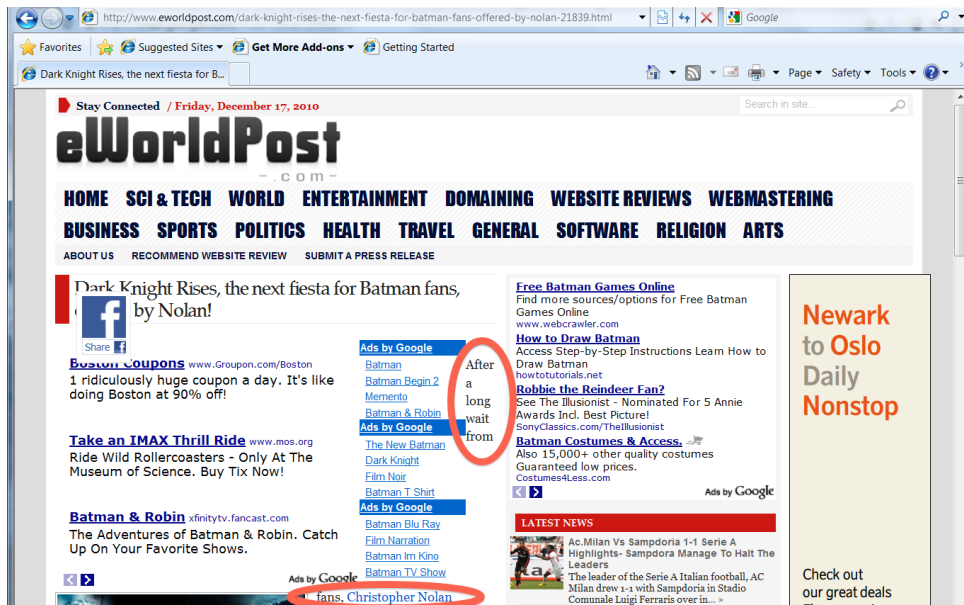 http://www.eworldpost.com/dark-knight-rises-the-next-fiesta-for-batman-fans-offered-by-nolan-21839.html
Google
Favorites
Suggested Sites
Get More Add-ons
Getting Started
Dark Knight Rises, the next fiesta for B...
Page
Safety
Tools
Stay Connected / Friday, December 17, 2010
Search in site...
eWorldPost
-.com-
HOME SCI & TECH WORLD ENTERTAINMENT DOMAINING WEBSITE REVIEWS WEBMASTERING
BUSINESS SPORTS POLITICS HEALTH TRAVEL GENERAL SOFTWARE RELIGION ARTS
ABOUT US RECOMMEND WEBSITE REVIEW SUBMIT A PRESS RELEASE
Dark Knight Rises, the next fiesta for Batman fans,
by Nolan!
f
Share f
Boston Coupons www.Groupon.com/Boston
1 ridiculously huge coupon a day. It's like
doing Boston at 90% off!
Take an IMAX Thrill Ride www.mos.org
Ride Wild Rollercoasters - Only At The
Museum of Science. Buy Tix Now!
Batman & Robin xfinitytv.fancast.com
The Adventures of Batman & Robin. Catch
Up On Your Favorite Shows.
Ads by Google
Ads by Google
Batman
Batman Begin 2
Memento
Batman & Robin
Ads by Google
The New Batman
Dark Knight
Film Noir
Batman T Shirt
Ads by Google
Batman Blu Ray
Film Narration
Batman Im Kino
Batman TV Show
After
a
long
wait
from
fans, Christopher Nolan
Free Batman Games Online
Find more sources/options for Free Batman
Games Online
www.webcrawler.com
How to Draw Batman
Access Step-by-Step Instructions Learn How to
Draw Batman
howtotutorials.net
Robbie the Reindeer Fan?
See The Illusionist - Nominated For 5 Annie
Awards Incl. Best Picture!
SonyClassics.com/TheIllusionist
Batman Costumes & Access.
Also 15,000+ other quality costumes
Guaranteed low prices.
Costumes4Less.com
Ads by Google
LATEST NEWS
Ac.Milan Vs Sampdoria 1-1 Serie A
Highlights- Sampdora Manage To Halt The
Leaders
The leader of the Serie A Italian football, AC
Milan drew 1-1 with Sampdoria in Stadio
Comunale Luigi Ferraris over in... »
Newark
to Oslo
Daily
Nonstop
Check out
our great deals